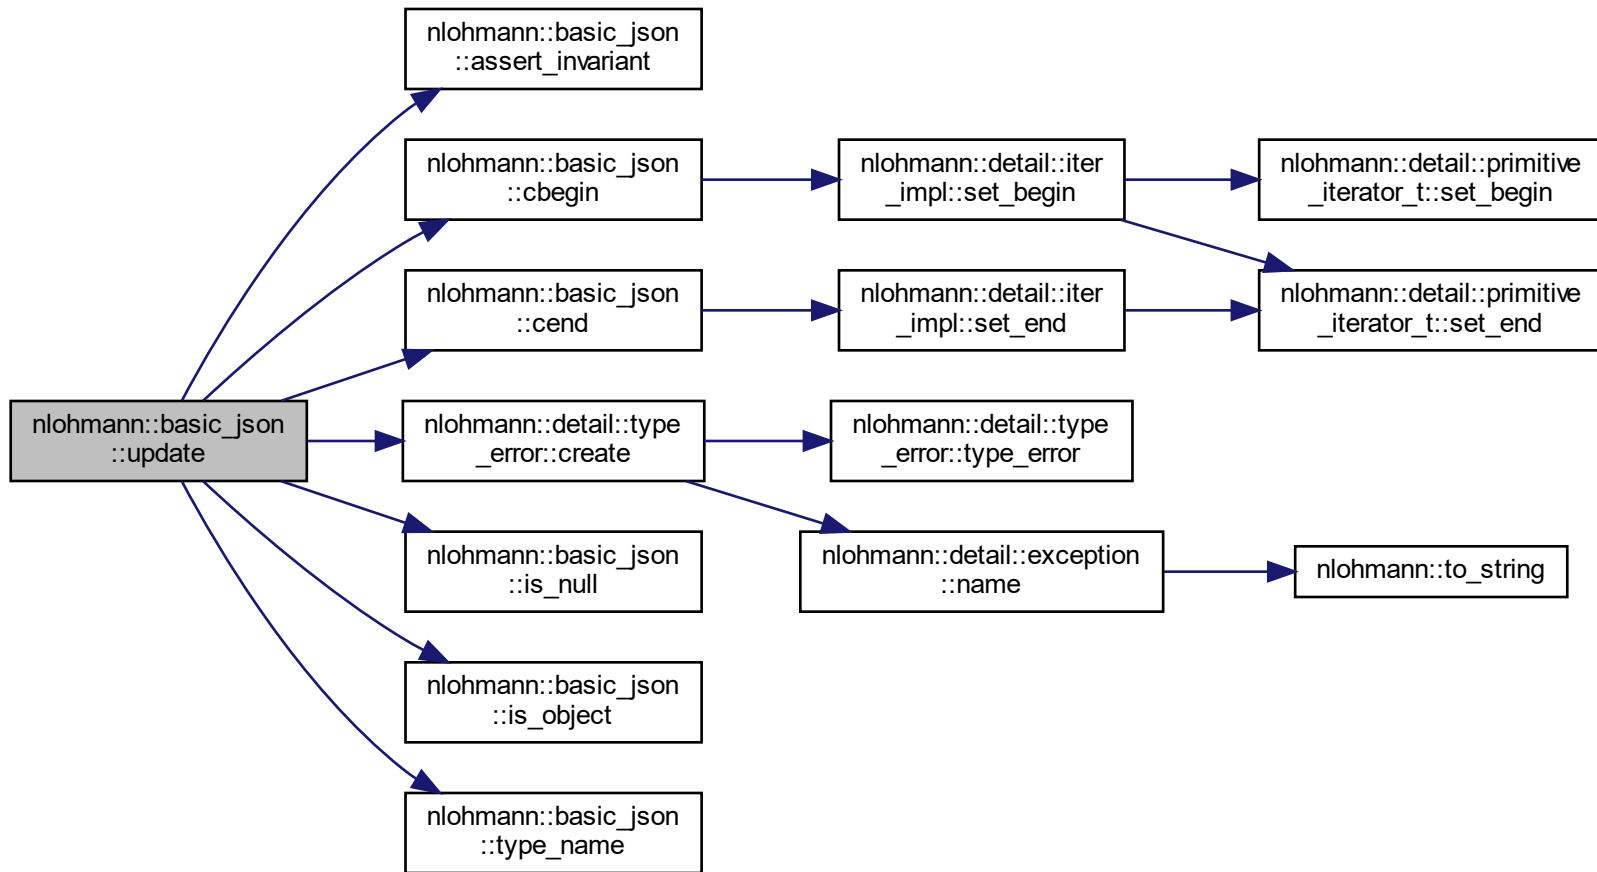 nlohmann::basic_json
::assert_invariant
nlohmann::basic_json
::cbegin
nlohmann::detail::iter
_impl::set_begin
nlohmann::detail::primitive
_iterator_t::set_begin
nlohmann::basic_json
::cend
nlohmann::detail::iter
_impl::set_end
nlohmann::detail::primitive
_iterator_t::set_end
nlohmann::basic_json
::update
nlohmann::detail::type
_error::create
nlohmann::detail::type
_error::type_error
nlohmann::basic_json
::is_null
nlohmann::detail::exception
::name
nlohmann::to_string
nlohmann::basic_json
::is_object
nlohmann::basic_json
::type_name